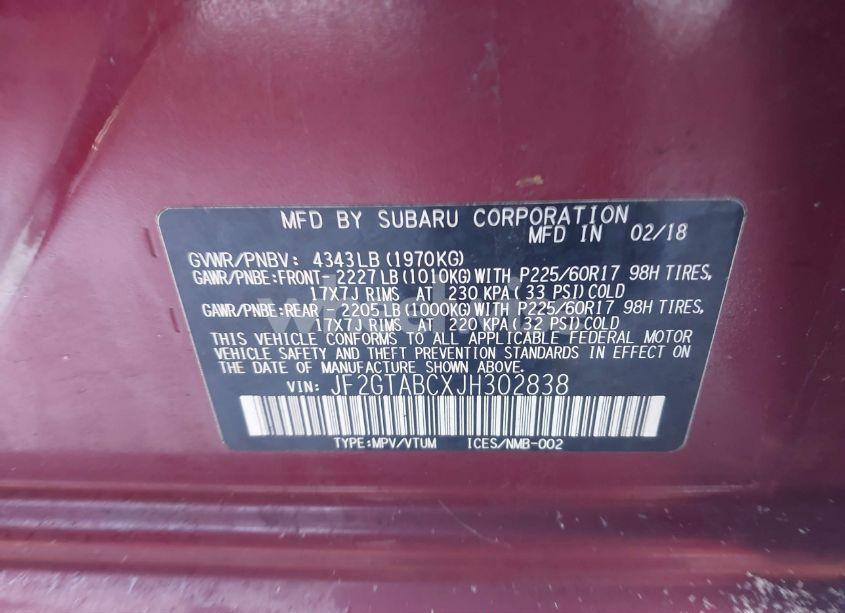 MFD BY SUBARU CORPORATION
MFD IN 02/18
GVWR/PNBV: 4343LB (1970KG)
GAWR/PNBE:FRONT- 2227LB(1010KG)WITH P225/60R17 98H TIRES,
17X7J RIMS AT 230 KPA( 33 PSI)COLD
GAWR/PNBE:REAR - 2205LB(1000KG)WITH P225/60R17 98H TIRES,
17X7J RIMS AT 220 KPA( 32 PSI)COLD
THIS VEHICLE CONFORMS TO ALL APPLICABLE FEDERAL MOTOR
VEHICLE SAFETY AND THEFT PREVENTION STANDARDS IN EFFECT ON
THE DATE OF MANUFACTURE SHOWN ABOVE.
VIN: JF2GTABCXJH302838
TYPE:MPV/VTUM ICES/NMB-002